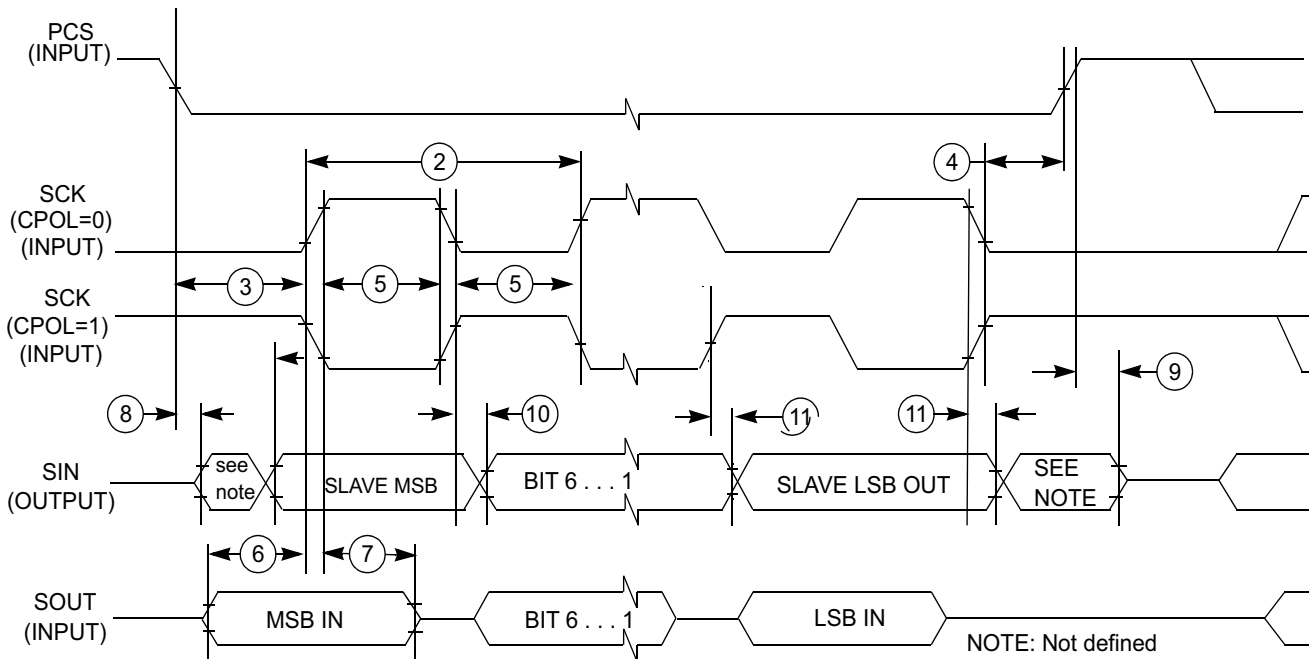 PCS
(INPUT)
2
4
SCK
(CPOL=0)
(INPUT)
3
5
5
SCK
(CPOL=1)
(INPUT)
8
10
11
11
9
SIN
(OUTPUT)
see
note
SLAVE MSB
BIT 6 . . . 1
SLAVE LSB OUT
SEE
NOTE
6
7
SOUT
(INPUT)
MSB IN
BIT 6 . . . 1
LSB IN
NOTE: Not defined